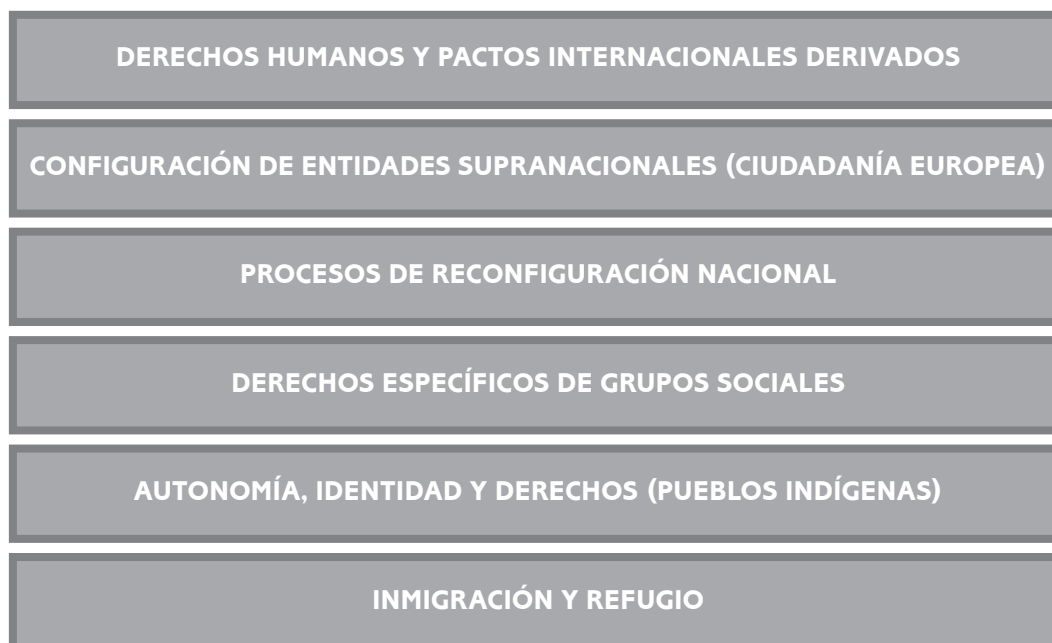 DERECHOS HUMANOS Y PACTOS INTERNACIONALES DERIVADOS
CONFIGURACIÓN DE ENTIDADES SUPRANACIONALES (CIUDADANÍA EUROPEA)
PROCESOS DE RECONFIGURACIÓN NACIONAL
DERECHOS ESPECÍFICOS DE GRUPOS SOCIALES
AUTONOMÍA, IDENTIDAD Y DERECHOS (PUEBLOS INDÍGENAS)
INMIGRACIÓN Y REFUGIO